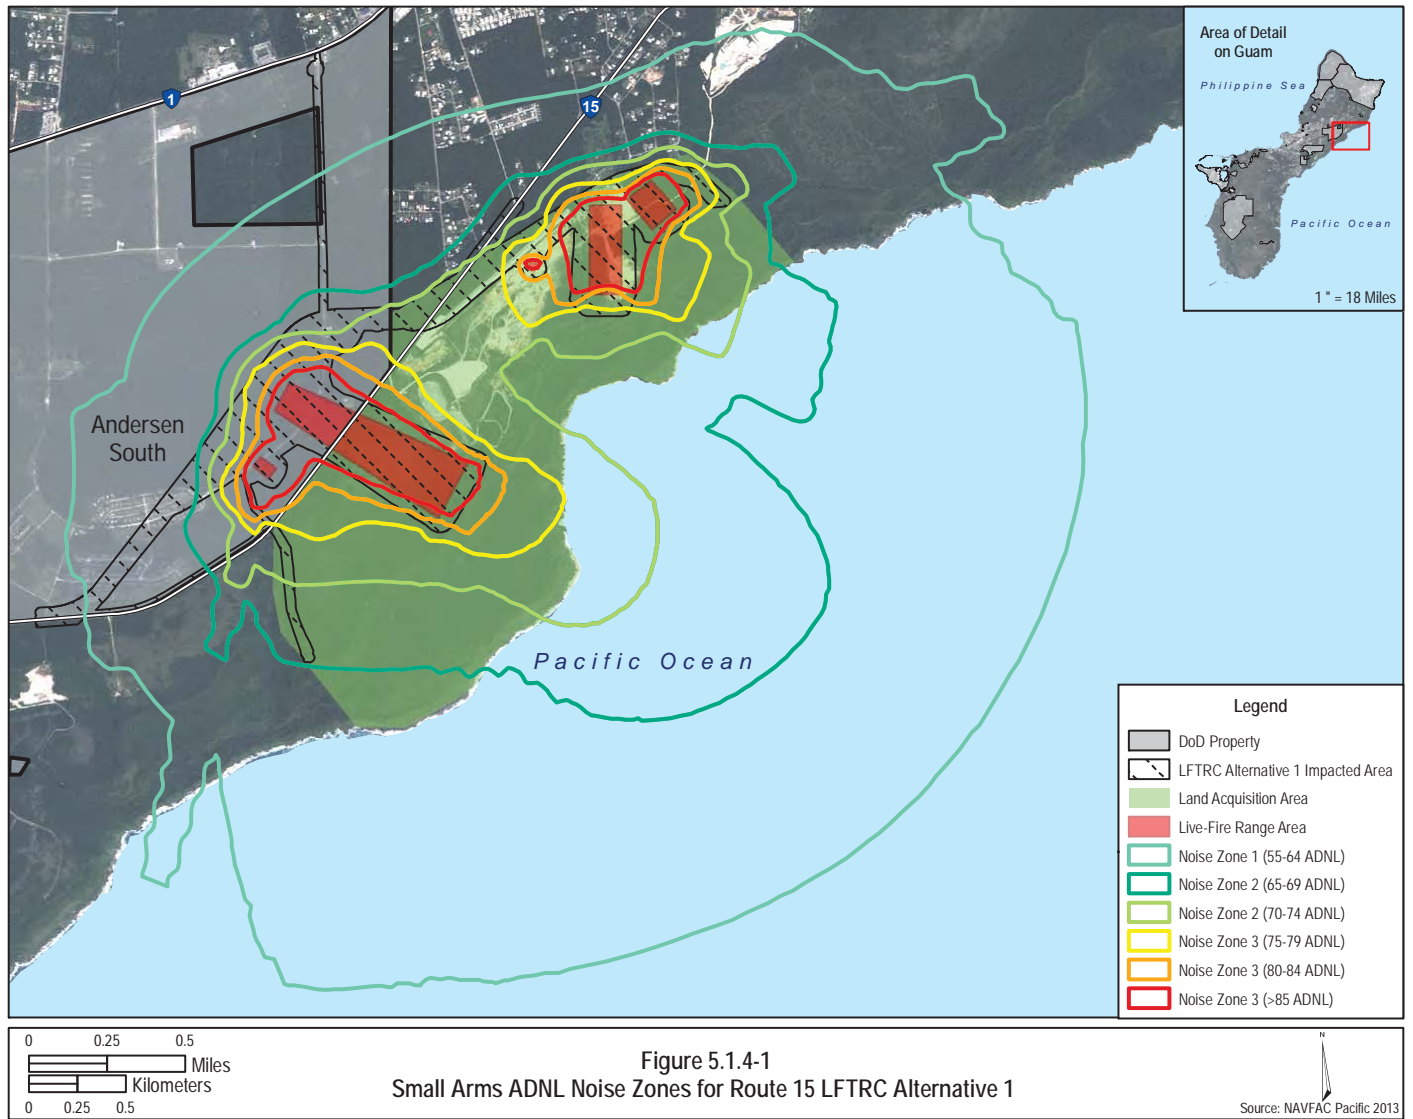 1
15
Area of Detail
on Guam
Philippine Sea
Pacific Ocean
1 " = 18 Miles
Andersen
South
Pacific Ocean
Legend
DoD Property
LFTRC Alternative 1 Impacted Area
Land Acquisition Area
Live-Fire Range Area
Noise Zone 1 (55-64 ADNL)
Noise Zone 2 (65-69 ADNL)
Noise Zone 2 (70-74 ADNL)
Noise Zone 3 (75-79 ADNL)
Noise Zone 3 (80-84 ADNL)
Noise Zone 3 (>85 ADNL)
0 0.25 0.5
Miles
Kilometers
0 0.25 0.5
Figure 5.1.4-1
Small Arms ADNL Noise Zones for Route 15 LFTRC Alternative 1
N
Source: NAVFAC Pacific 2013